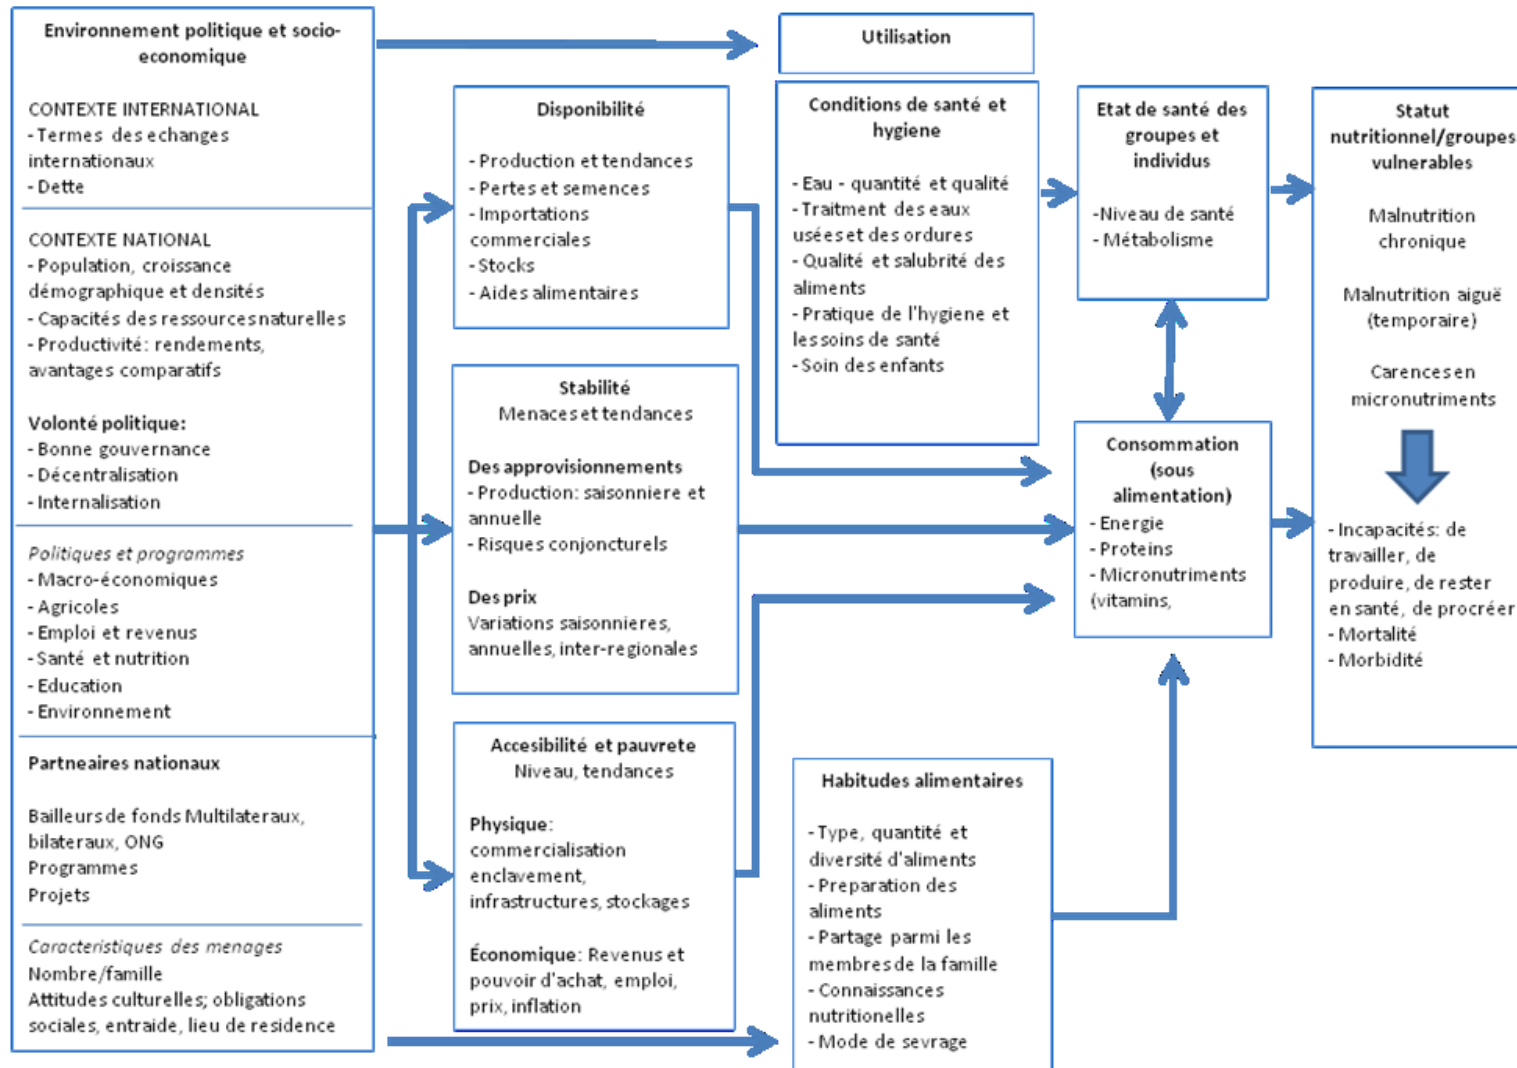 Environnement politique et socio-
economique
CONTEXTE INTERNATIONAL
- Termes des echanges
internationaux
- Dette
CONTEXTE NATIONAL
- Population, croissance
démographique et densités
- Capacités des ressources naturelles
- Productivité: rendements,
avantages comparatifs
Volonté politique:
- Bonne gouvernance
- Décentralisation
- Internalisation
Politiques et programmes
- Macro-économiques
- Agricoles
- Emploi et revenus
- Santé et nutrition
- Education
- Environnement
Partneaires nationaux
Bailleurs de fonds Multilateraux,
bilateraux, ONG
Programmes
Projets
Caracteristiques des menages
Nombre/famille
Attitudes culturelles; obligations
sociales, entraide, lieu de residence
Disponibilité
- Production et tendances
- Pertes et semences
- Importations
commerciales
- Stocks
- Aides alimentaires
Stabilité
Menaces et tendances
Des approvisionnements
- Production: saisonniere et
annuelle
- Risques conjoncturels
Des prix
Variations saisonnieres,
annuelles, inter-regionales
Accesibilité et pauvrete
Niveau, tendances
Physique:
commercialisation
enclavement,
infrastructures, stockages
Économique: Revenus et
pouvoir d'achat, emploi,
prix, inflation
Utilisation
Conditions de santé et
hygiene
- Eau - quantité et qualité
- Traitement des eaux
usées et des ordures
- Qualité et salubrité des
aliments
- Pratique de l'hygiene et
les soins de santé
- Soin des enfants
Habitudes alimentaires
- Type, quantité et
diversité d'aliments
- Preparation des
aliments
- Partage parmi les
membres de la famille
- Connaissances
nutritionelles
- Mode de sevrage
Etat de santé des
groupes et
individus
-Niveau de santé
- Métabolisme
Consommation
(sous
alimentation)
- Energie
- Proteins
- Micronutriments
(vitamins,
Statut
nutritionnel/groupes
vulnerables
Malnutrition
chronique
Malnutrition aiguë
(temporaire)
Carences en
micronutriments
- Incapacités: de
travailler, de
produire, de rester
en santé, de procréer
- Mortalité
- Morbidité